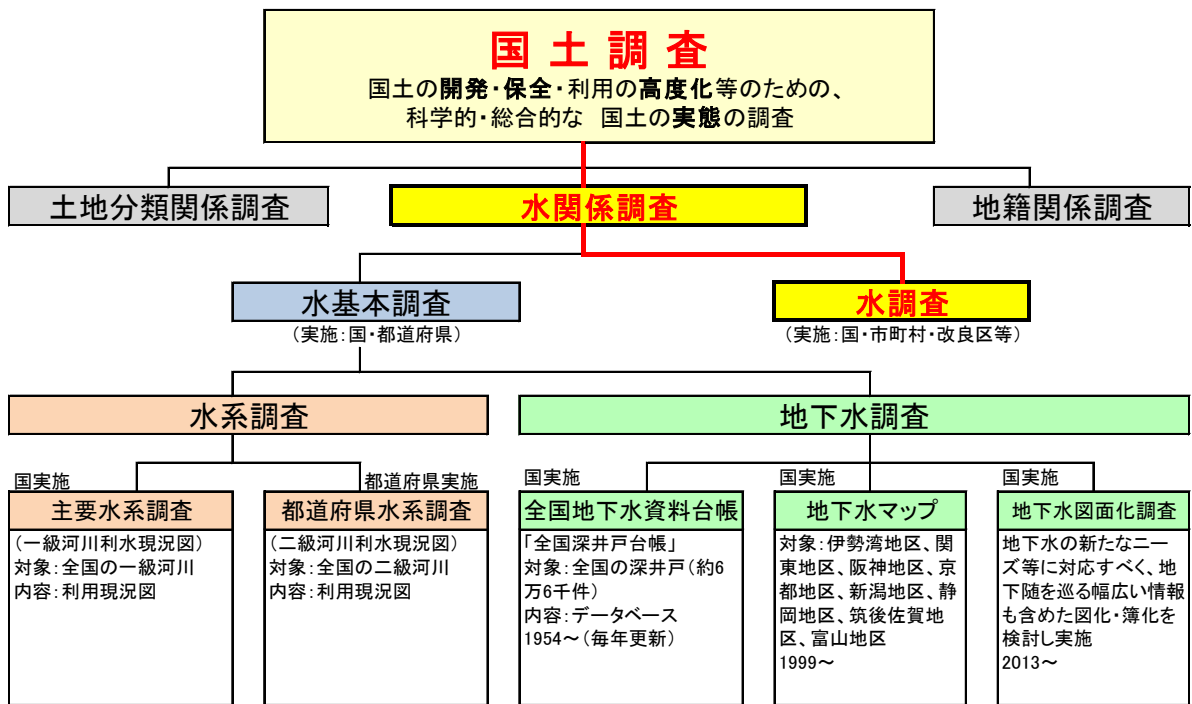 国土調査
国土の開発・保全・利用の高度化等のための、
科学的・総合的な 国土の実態の調査
土地分類関係調査
水関係調査
地籍関係調査
水基本調査
（実施：国・都道府県）
水調査
（実施：国・市町村・改良区等）
水系調査
地下水調査
国実施
主要水系調査
（一級河川利水現況図）
対象：全国の一級河川
内容：利用現況図
都道府県実施
都道府県水系調査
（二級河川利水現況図）
対象：全国の二級河川
内容：利用現況図
国実施
全国地下水資料台帳
「全国深井戸台帳」
対象：全国の深井戸（約6
万6千件）
内容：データベース
1954～（毎年更新）
国実施
地下水マップ
対象：伊勢湾地区、関
東地区、阪神地区、京
都地区、新潟地区、静
岡地区、筑後佐賀地
区、富山地区
1999～
国実施
地下水図面化調査
地下水の新たなニー
ズ等に対応すべく、地
下随を巡る幅広い情報
も含めた図化・簿化を
検討し実施
2013～